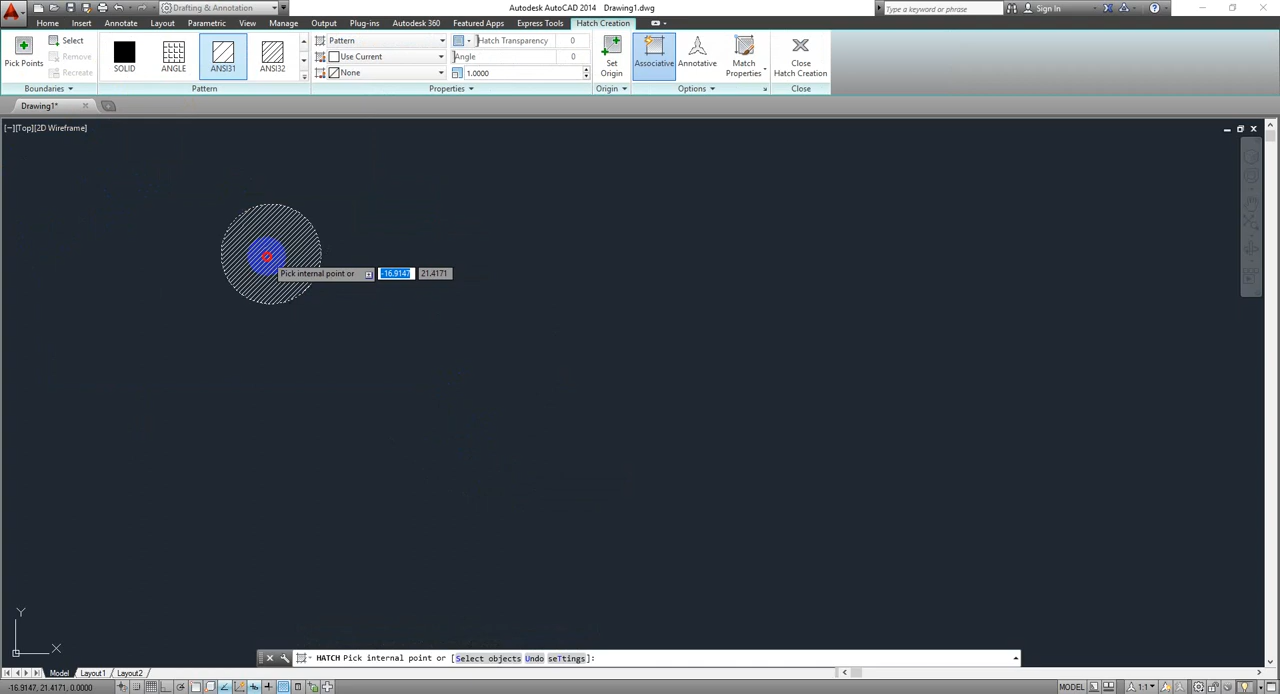 Drafting & Annotation
Autodesk AutoCAD 2014 Drawing1.dwg
Type a keyword or phrase
Sign In
Home Insert Annotate Layout Parametric View Manage Output Plug-ins Autodesk 360 Featured Apps Express Tools Hatch Creation
Pick Points
Select
Remove
Recreate
SOLID ANGLE ANSI31 ANSI32
Pattern
Use Current
None
Hatch Transparency 0
Angle 0
1.0000
Set
Origin
Associative
Annotative
Match
Properties
Close
Hatch Creation
Boundaries Pattern Properties Origin Options Close
Drawing1*
[−][Top][2D Wireframe]
Pick internal point or -16.9147 21.4171
Y
X
HATCH Pick internal point or [Select objects Undo seTtings]:
Model Layout1 Layout2
-16.9147, 21.4171, 0.0000
MODEL 1:1